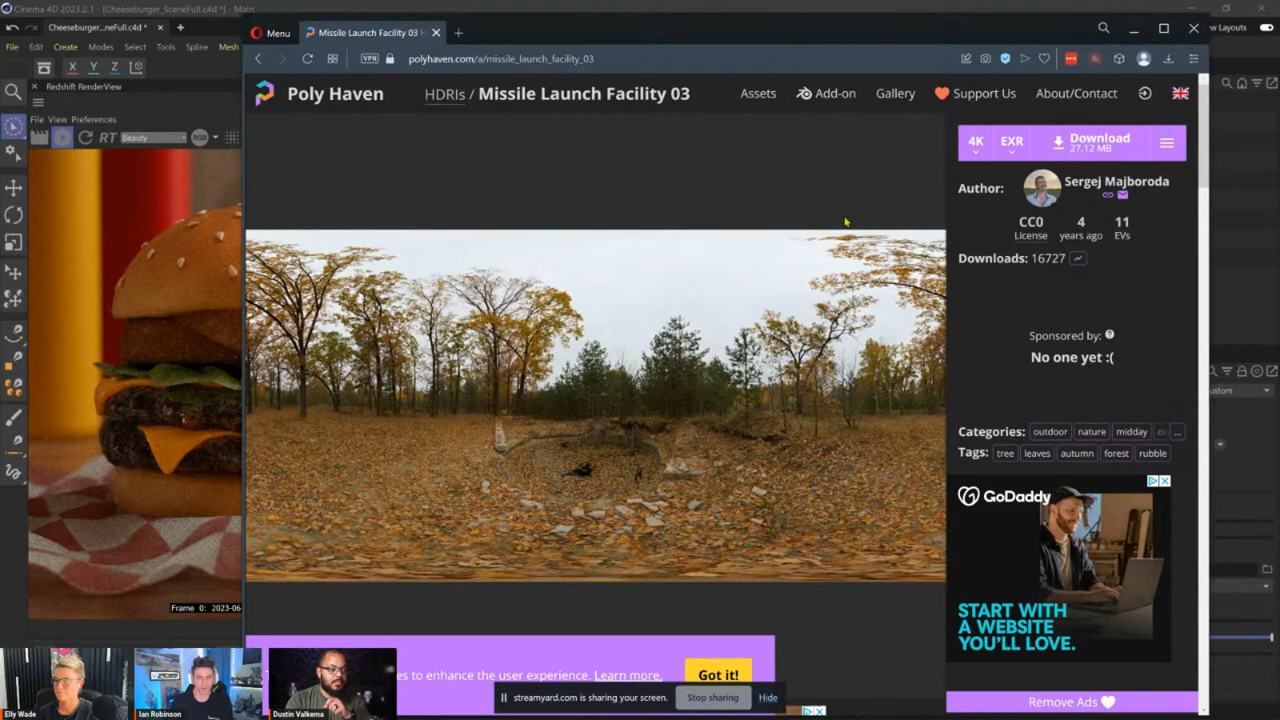 Cinema 4D 2023.2.1 - [Cheeseburger_SceneFull.c4d *] - Main
Cheeseburger_...neFull.c4d *
Menu
Missile Launch Facility 03 H
View Layouts
File Edit Create Modes Select Tools Spline Mesh
VPN
polyhaven.com/a/missile_launch_facility_03
X Y Z
Redshift RenderView
Poly Haven
HDRIs / Missile Launch Facility 03
Assets
Add-on
Gallery
Support Us
About/Contact
File View Preferences
RT Beauty RGB
4K EXR Download
27.12 MB
Author: Sergej Majboroda
CC0 4 11
License years ago EVs
Downloads: 16727
Sponsored by:
No one yet :(
Categories: outdoor nature midday ...
Tags: tree leaves autumn forest rubble
GoDaddy
START WITH
A WEBSITE
YOU'LL LOVE.
Frame 0: 2023-06-
es to enhance the user experience. Learn more.
Got it!
streamyard.com is sharing your screen.
Stop sharing
Hide
Remove Ads
Elly Wade
Ian Robinson
Dustin Valkema